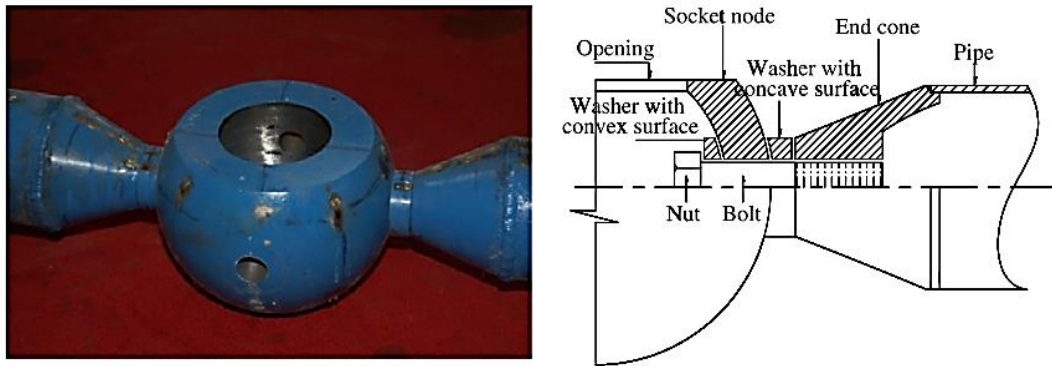 Socket node
End cone
Opening
Washer with
concave surface
Pipe
Washer with
convex surface
Nut
Bolt